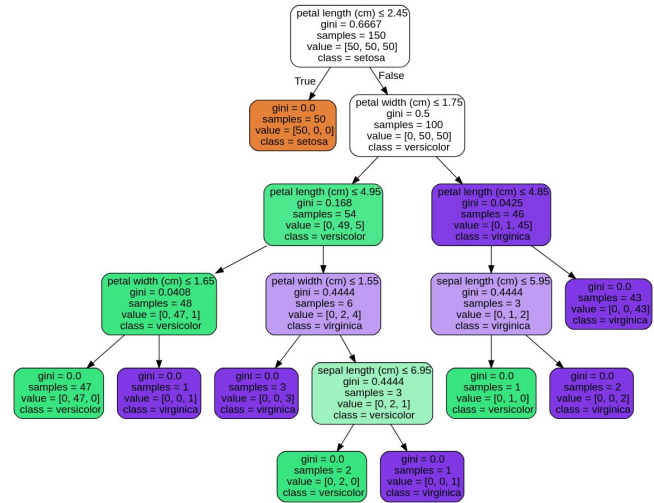 petal length (cm) ≤ 2.45
gini = 0.6667
samples = 150
value = [50, 50, 50]
class = setosa
True
False
gini = 0.0
samples = 50
value = [50, 0, 0]
class = setosa
petal width (cm) ≤ 1.75
gini = 0.5
samples = 100
value = [0, 50, 50]
class = versicolor
petal length (cm) ≤ 4.95
gini = 0.168
samples = 54
value = [0, 49, 5]
class = versicolor
petal length (cm) ≤ 4.85
gini = 0.0425
samples = 46
value = [0, 1, 45]
class = virginica
petal width (cm) ≤ 1.65
gini = 0.0408
samples = 48
value = [0, 47, 1]
class = versicolor
petal width (cm) ≤ 1.55
gini = 0.4444
samples = 6
value = [0, 2, 4]
class = virginica
sepal length (cm) ≤ 5.95
gini = 0.4444
samples = 3
value = [0, 1, 2]
class = virginica
gini = 0.0
samples = 43
value = [0, 0, 43]
class = virginica
gini = 0.0
samples = 47
value = [0, 47, 0]
class = versicolor
gini = 0.0
samples = 1
value = [0, 0, 1]
class = virginica
gini = 0.0
samples = 3
value = [0, 0, 3]
class = virginica
sepal length (cm) ≤ 6.95
gini = 0.4444
samples = 3
value = [0, 2, 1]
class = versicolor
gini = 0.0
samples = 1
value = [0, 1, 0]
class = versicolor
gini = 0.0
samples = 2
value = [0, 0, 2]
class = virginica
gini = 0.0
samples = 2
value = [0, 2, 0]
class = versicolor
gini = 0.0
samples = 1
value = [0, 0, 1]
class = virginica